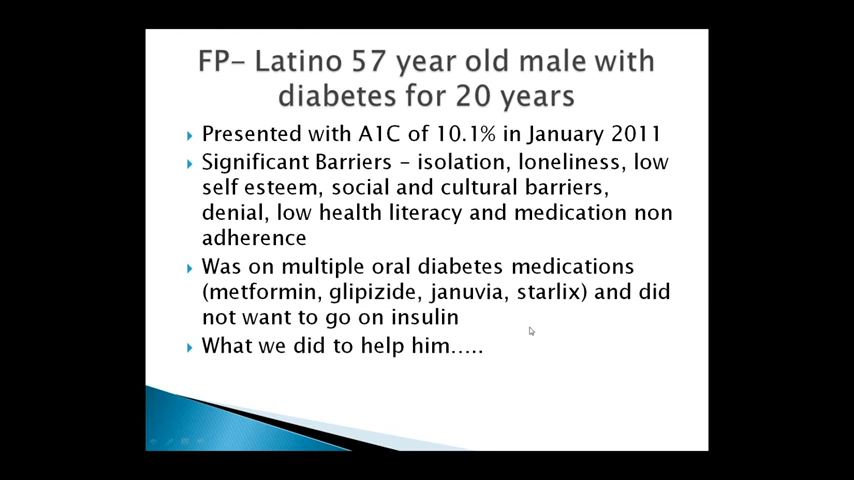 FP- Latino 57 year old male with
diabetes for 20 years
Presented with A1C of 10.1% in January 2011
Significant Barriers – isolation, loneliness, low
self esteem, social and cultural barriers,
denial, low health literacy and medication non
adherence
Was on multiple oral diabetes medications
(metformin, glipizide, januvia, starlix) and did
not want to go on insulin
What we did to help him…..